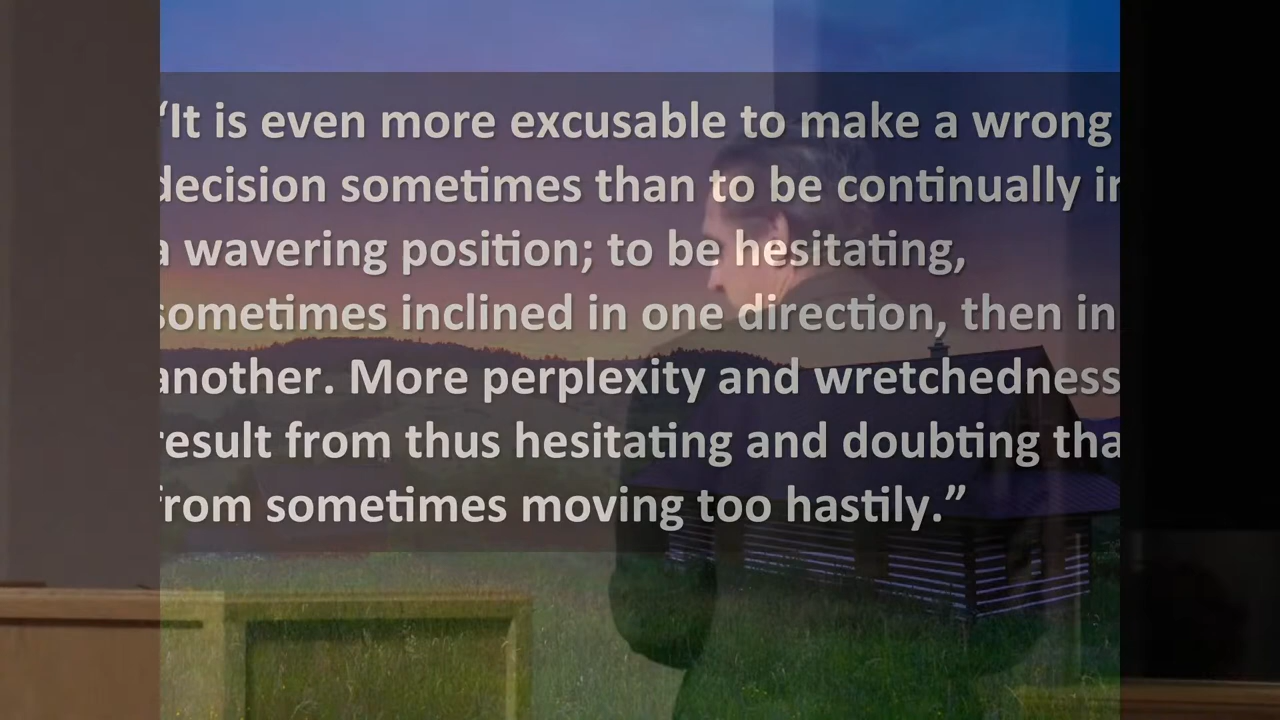 “It is even more excusable to make a wrong
decision sometimes than to be continually in
a wavering position; to be hesitating,
sometimes inclined in one direction, then in
another. More perplexity and wretchedness
result from thus hesitating and doubting than
from sometimes moving too hastily.”